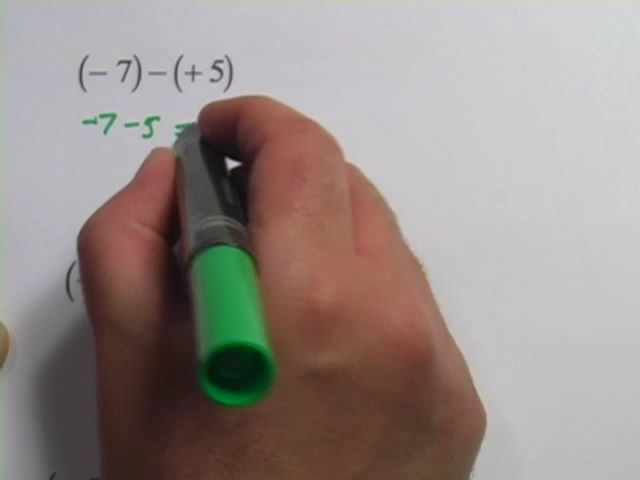 (− 7) − (+ 5)
-7 -5 =
(